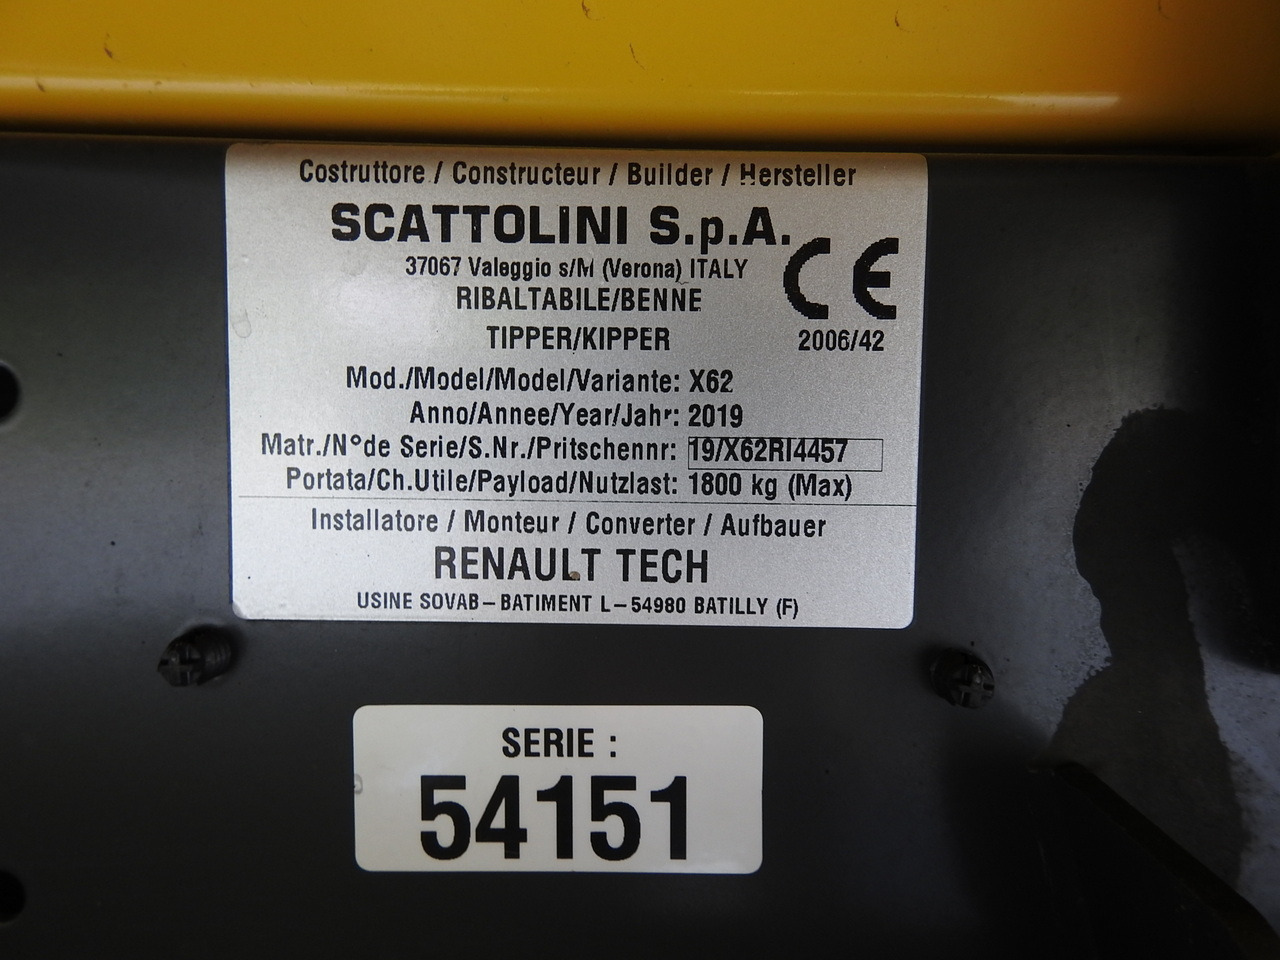 Costruttore / Constructeur / Builder / Hersteller
SCATTOLINI S.p.A.
37067 Valeggio s/M (Verona) ITALY
RIBALTABILE/BENNE
TIPPER/KIPPER
CE
2006/42
Mod./Model/Model/Variante: X62
Anno/Annee/Year/Jahr: 2019
Matr./N°de Serie/S.Nr./Pritschennr: 19/X62RI4457
Portata/Ch.Utile/Payload/Nutzlast: 1800 kg (Max)
Installatore / Monteur / Converter / Aufbauer
RENAULT TECH
USINE SOVAB – BATIMENT L – 54980 BATILLY (F)
SERIE :
54151